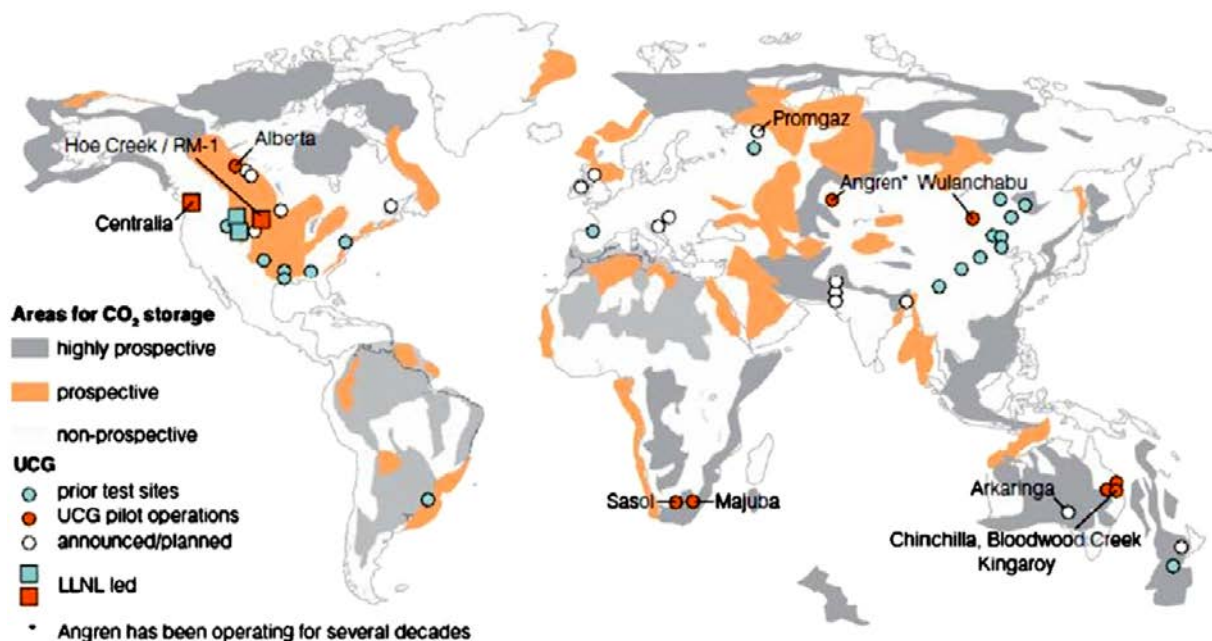 Hoe Creek / RM-1
Alberta
Centralia
Promgaz
Angren* Wulanchabu
Areas for CO₂ storage
highly prospective
prospective
non-prospective
UCG
prior test sites
UCG pilot operations
announced/planned
LLNL led
* Angren has been operating for several decades
Sasol
Majuba
Arkaringa
Chinchilla, Bloodwood Creek
Kingaroy